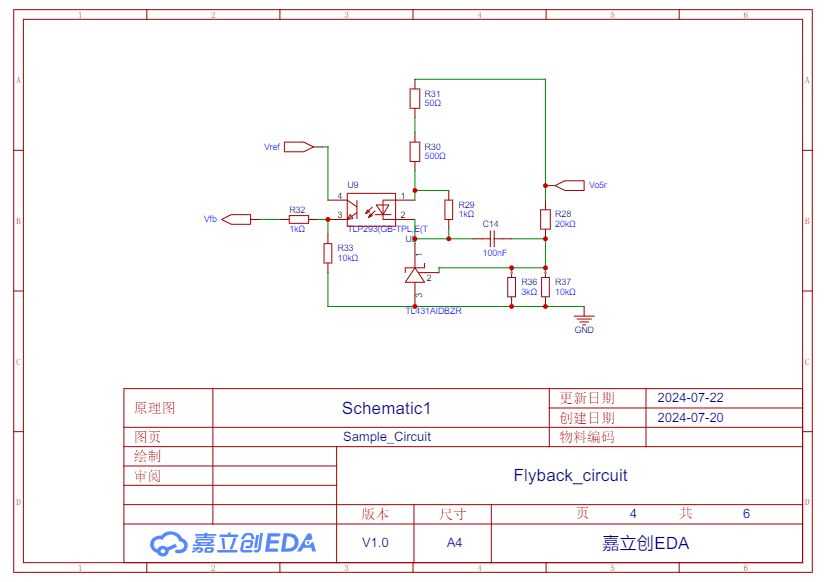 1 2 3 4 5 6
A A
R31
50Ω
R30
500Ω
Vref
U9
Vo5r
4 1
R29
1kΩ
R32
1kΩ
Vfb
3 2
R28
20kΩ
TLP293(GB-TPL,E(T
C14
100nF
B B
R33
10kΩ
1
2
3
R36
3kΩ
R37
10kΩ
TL431AIDBZR
GND
C C
原理图 Schematic1 更新日期 2024-07-22
创建日期 2024-07-20
图页 Sample_Circuit 物料编码
绘制
审阅 Flyback_circuit
D D
版本 尺寸 页 4 共 6
嘉立创EDA V1.0 A4 嘉立创EDA
1 2 3 4 5 6